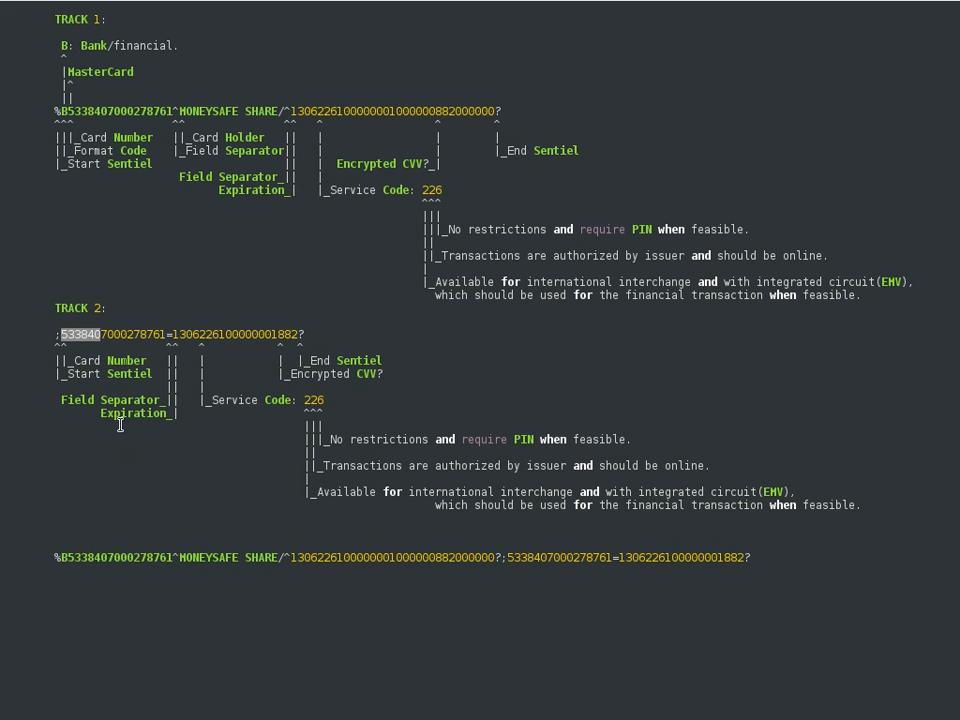 TRACK 1:
B: Bank/financial.
^
|MasterCard
|^
||
%B5338407000278761^MONEYSAFE SHARE/^1306226100000001000000882000000?
^^^ ^^ ^^ ^ ^ ^
|||_Card Number ||_Card Holder || | | |
||_Format Code |_Field Separator|| | | |_End Sentiel
|_Start Sentiel || | Encrypted CVV?_|
Field Separator_|| |
Expiration_| |_Service Code: 226
^^^
|||
|||_No restrictions and require PIN when feasible.
||
||_Transactions are authorized by issuer and should be online.
|
|_Available for international interchange and with integrated circuit(EMV),
which should be used for the financial transaction when feasible.
TRACK 2:
;5338407000278761=1306226100000001882?
^^ ^^ ^ ^ ^
||_Card Number || | | |_End Sentiel
|_Start Sentiel || | |_Encrypted CVV?
|| |
Field Separator_|| |_Service Code: 226
Expiration_| ^^^
|||
|||_No restrictions and require PIN when feasible.
||
||_Transactions are authorized by issuer and should be online.
|
|_Available for international interchange and with integrated circuit(EMV),
which should be used for the financial transaction when feasible.
%B5338407000278761^MONEYSAFE SHARE/^1306226100000001000000882000000?;5338407000278761=1306226100000001882?